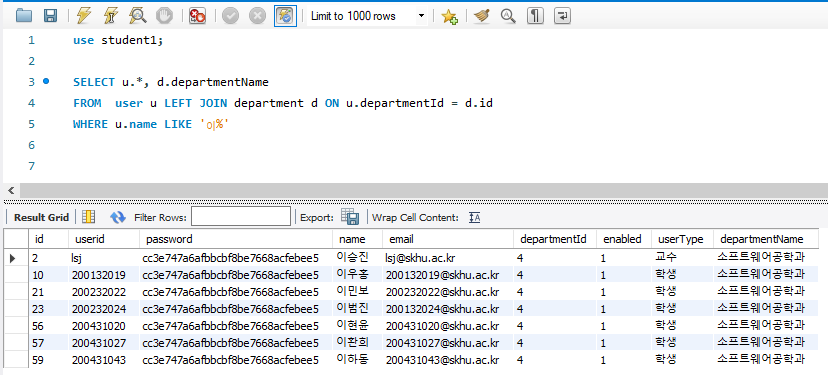 Limit to 1000 rows
1 use student1;
2
3 SELECT u.*, d.departmentName
4 FROM user u LEFT JOIN department d ON u.departmentId = d.id
5 WHERE u.name LIKE '이%'
6
7
Result Grid Filter Rows: Export: Wrap Cell Content:
id userid password name email departmentId enabled userType departmentName
2 lsj cc3e747a6afbbcbf8be7668acfebee5 이승진 lsj@skhu.ac.kr 4 1 교수 소프트웨어공학과
10 200132019 cc3e747a6afbbcbf8be7668acfebee5 이우홍 200132019@skhu.ac.kr 4 1 학생 소프트웨어공학과
21 200232022 cc3e747a6afbbcbf8be7668acfebee5 이민보 200232022@skhu.ac.kr 4 1 학생 소프트웨어공학과
23 200232024 cc3e747a6afbbcbf8be7668acfebee5 이범진 200132024@skhu.ac.kr 4 1 학생 소프트웨어공학과
56 200431020 cc3e747a6afbbcbf8be7668acfebee5 이현윤 200431020@skhu.ac.kr 4 1 학생 소프트웨어공학과
57 200431027 cc3e747a6afbbcbf8be7668acfebee5 이환희 200431027@skhu.ac.kr 4 1 학생 소프트웨어공학과
59 200431043 cc3e747a6afbbcbf8be7668acfebee5 이하동 200431043@skhu.ac.kr 4 1 학생 소프트웨어공학과